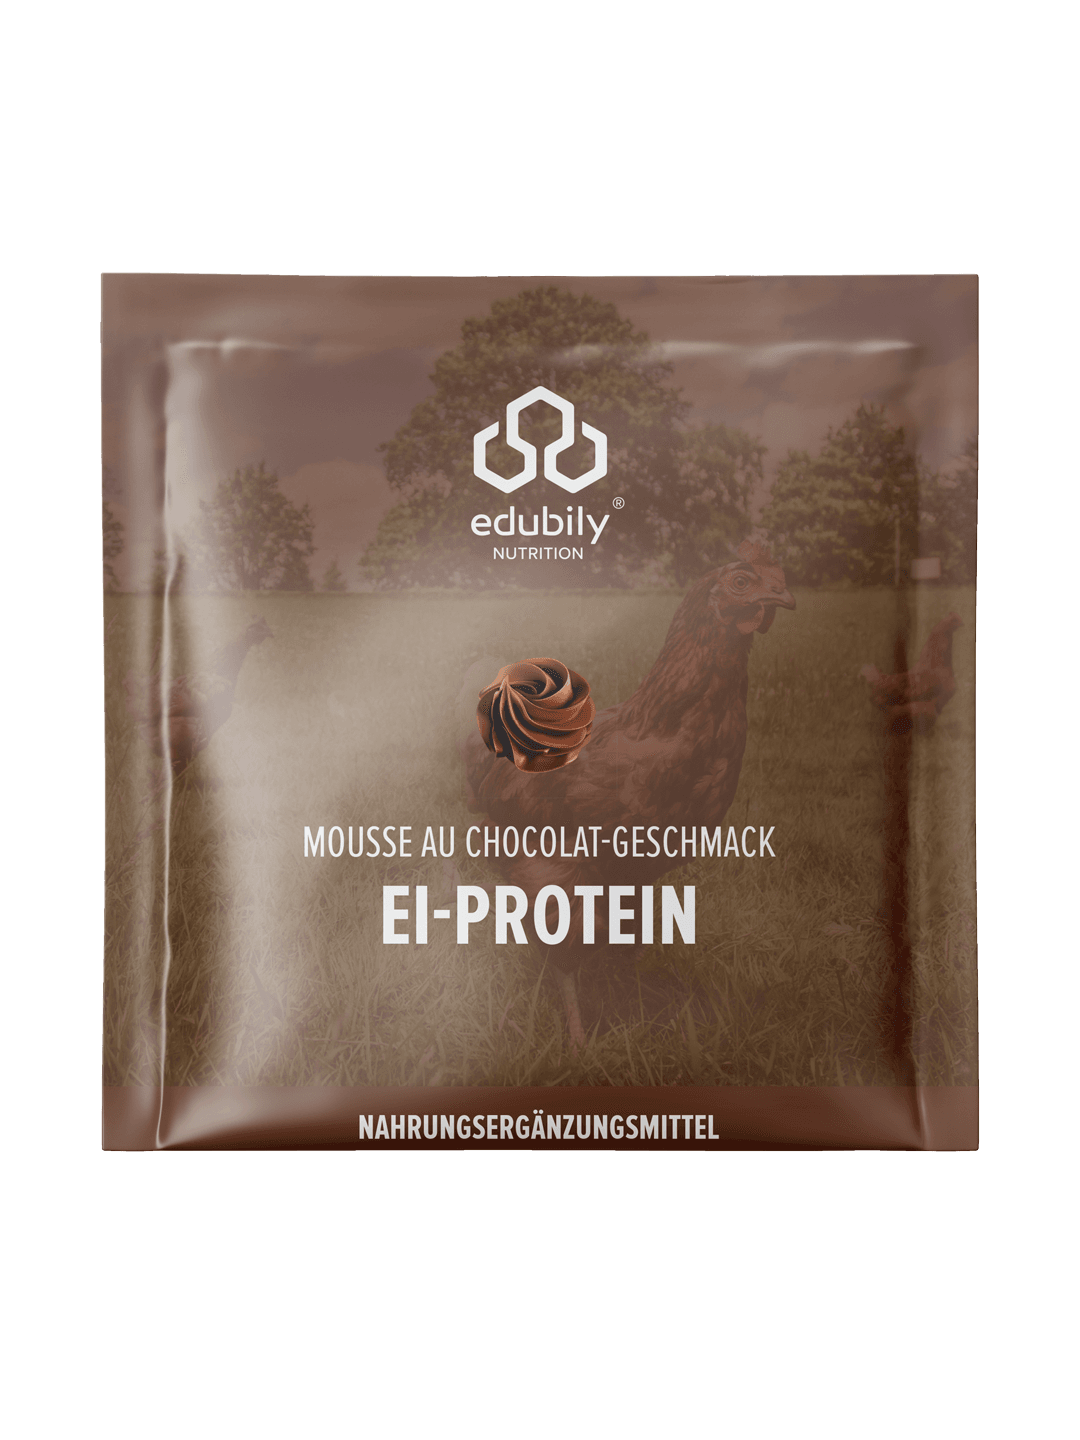 edubily®
NUTRITION
MOUSSE AU CHOCOLAT-GESCHMACK
EI-PROTEIN
NAHRUNGSERGÄNZUNGSMITTEL